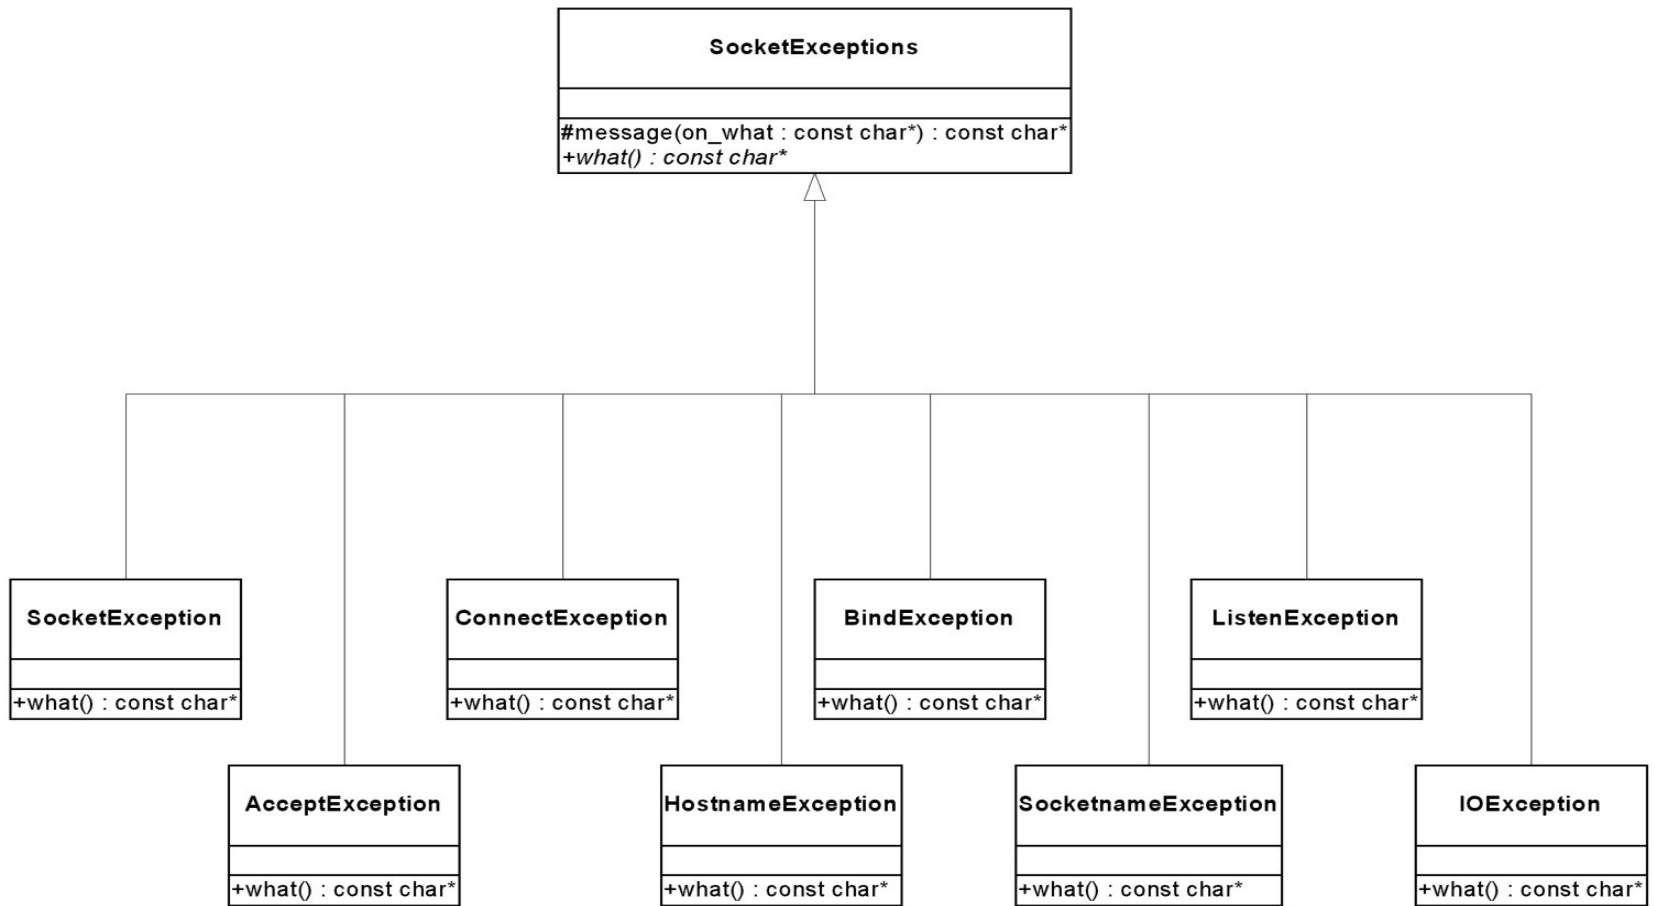 SocketExceptions
#message(on_what : const char*) : const char*
+what() : const char*
SocketException
+what() : const char*
ConnectException
+what() : const char*
BindException
+what() : const char*
ListenException
+what() : const char*
AcceptException
+what() : const char*
HostnameException
+what() : const char*
SocketnameException
+what() : const char*
IOException
+what() : const char*